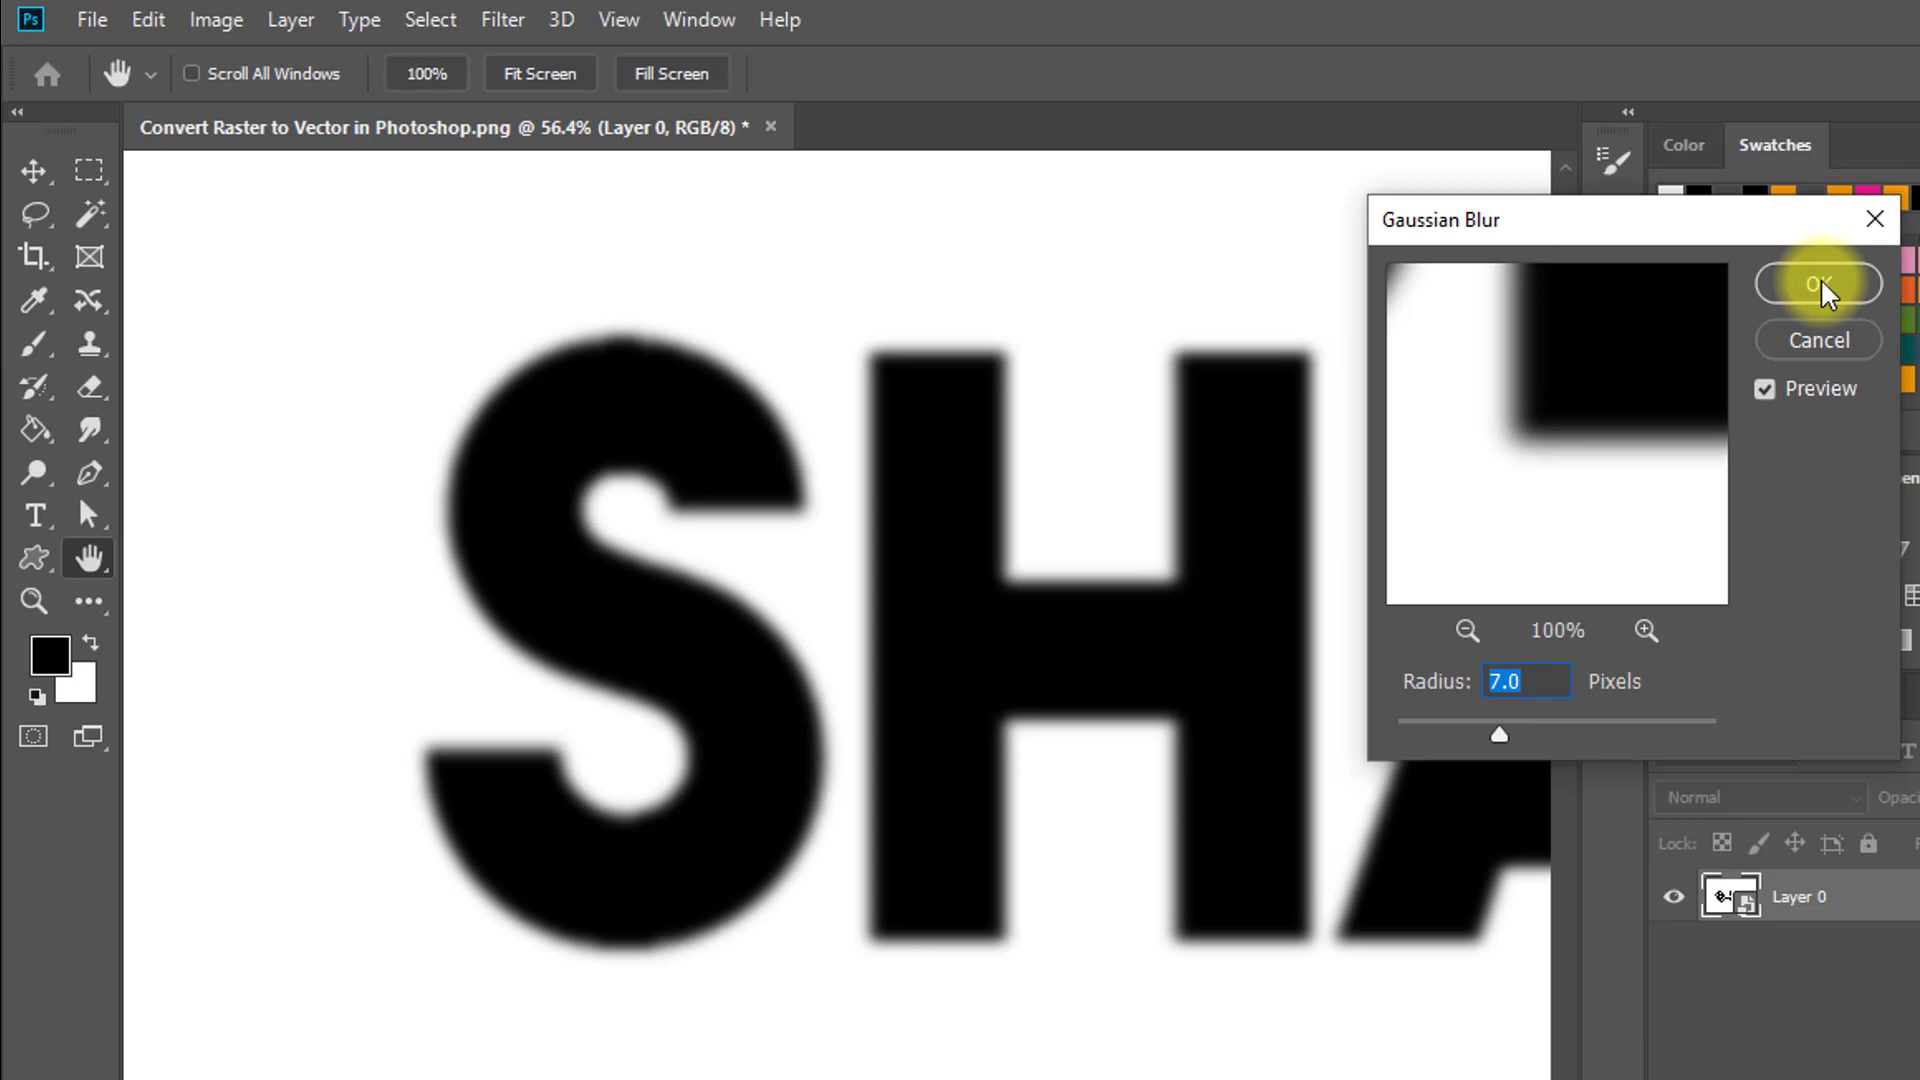 Ps File Edit Image Layer Type Select Filter 3D View Window Help
Scroll All Windows 100% Fit Screen Fill Screen
Convert Raster to Vector in Photoshop.png @ 56.4% (Layer 0, RGB/8) *
Color Swatches
Gaussian Blur
OK
Cancel
Preview
100%
Radius: 7.0 Pixels
SHA
Normal Opaci
Lock:
Layer 0